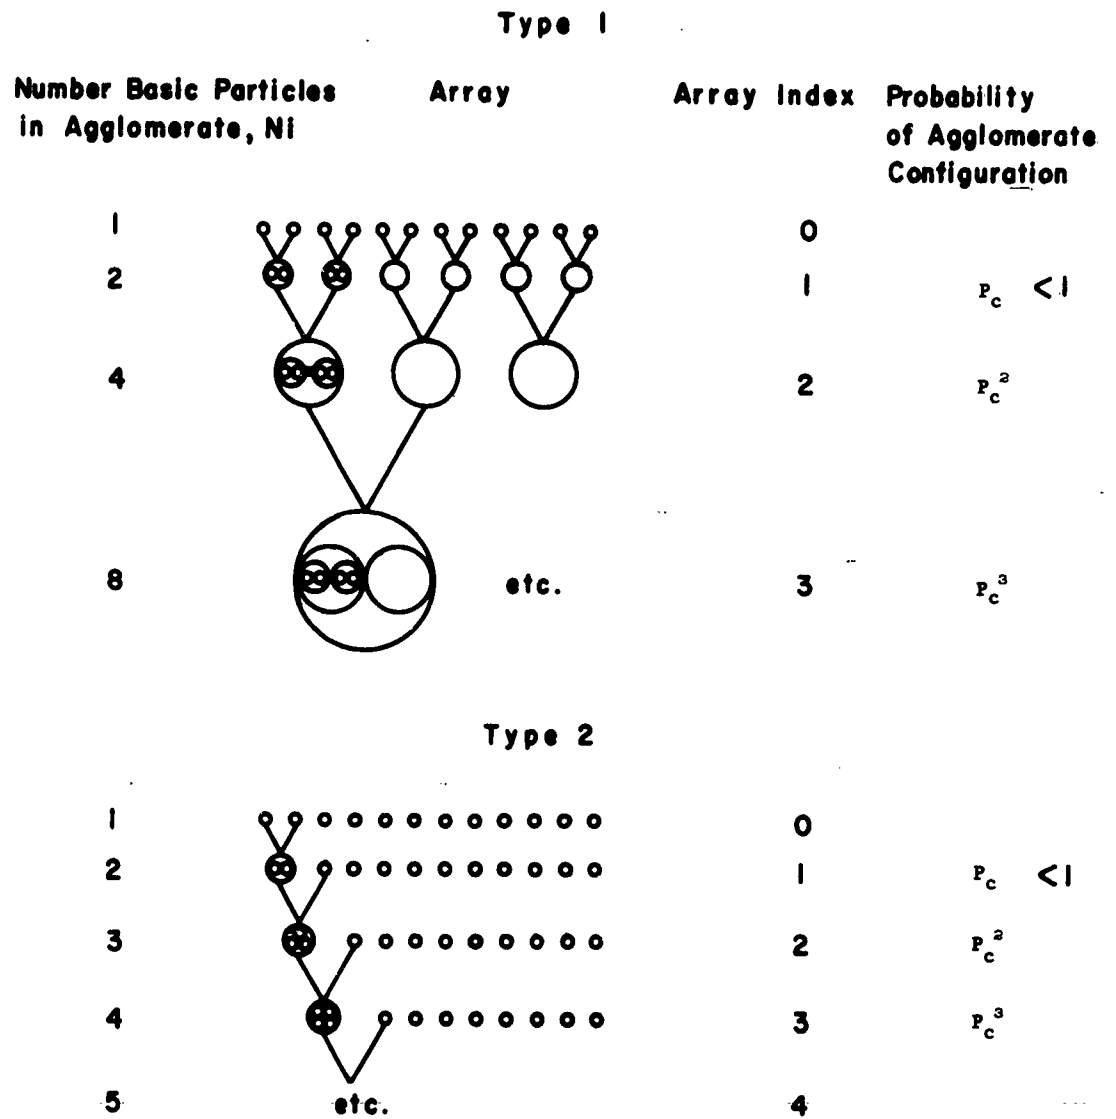 Type 1
Number Basic Particles in Agglomerate, Ni
Array
Array Index
Probability of Agglomerate Configuration
1 0
2 1 Pc <1
4 2 Pc²
8 etc. 3 Pc³
Type 2
1 0
2 1 Pc <1
3 2 Pc²
4 3 Pc³
5 etc. 4